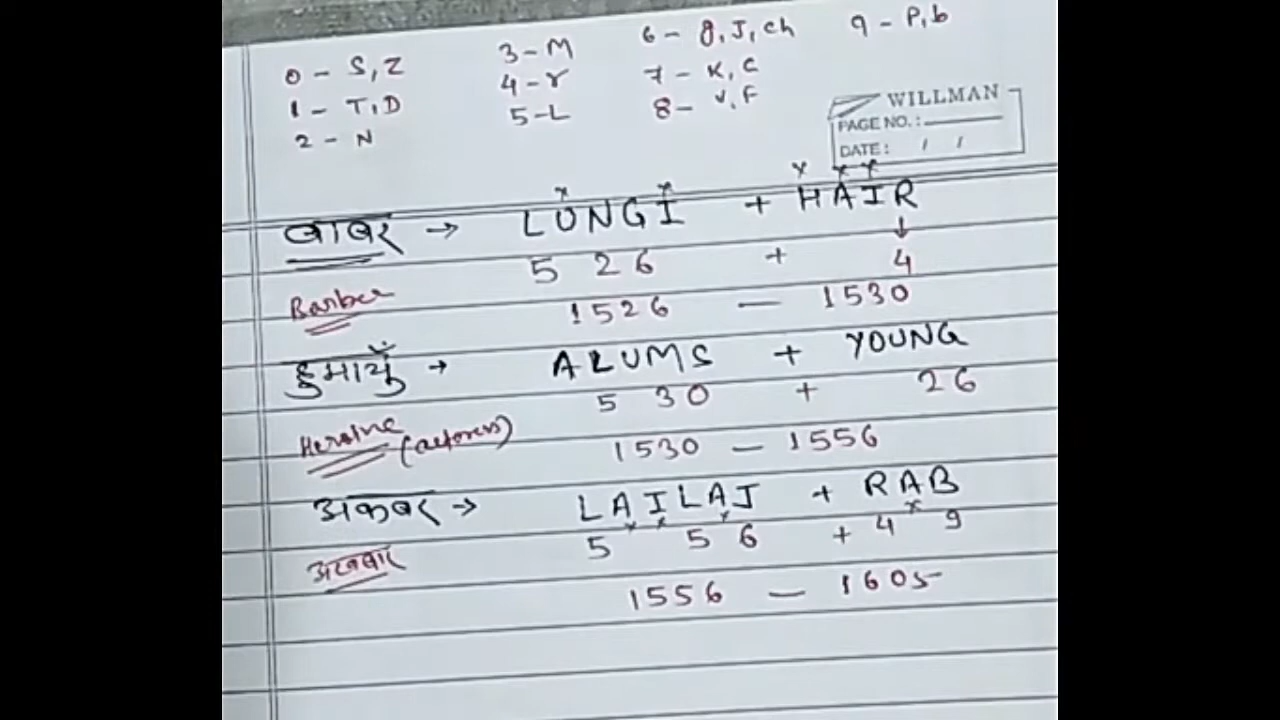 0 - S, Z 3 - M 6 - g, J, ch 9 - P, b
1 - T, D 4 - r 7 - K, C
2 - N 5 - L 8 - v, F
WILLMAN
PAGE NO. :
DATE : / /
बाबर → LUNGI + HAIR
5 2 6 + 4
Barber 1526 — 1530
हुमायूँ → ALUMS + YOUNG
5 3 0 + 2 6
Heroine (actoress) 1530 — 1556
अकबर → LAILAJ + RAB
5 5 6 + 4 9
अखबार 1556 — 1605